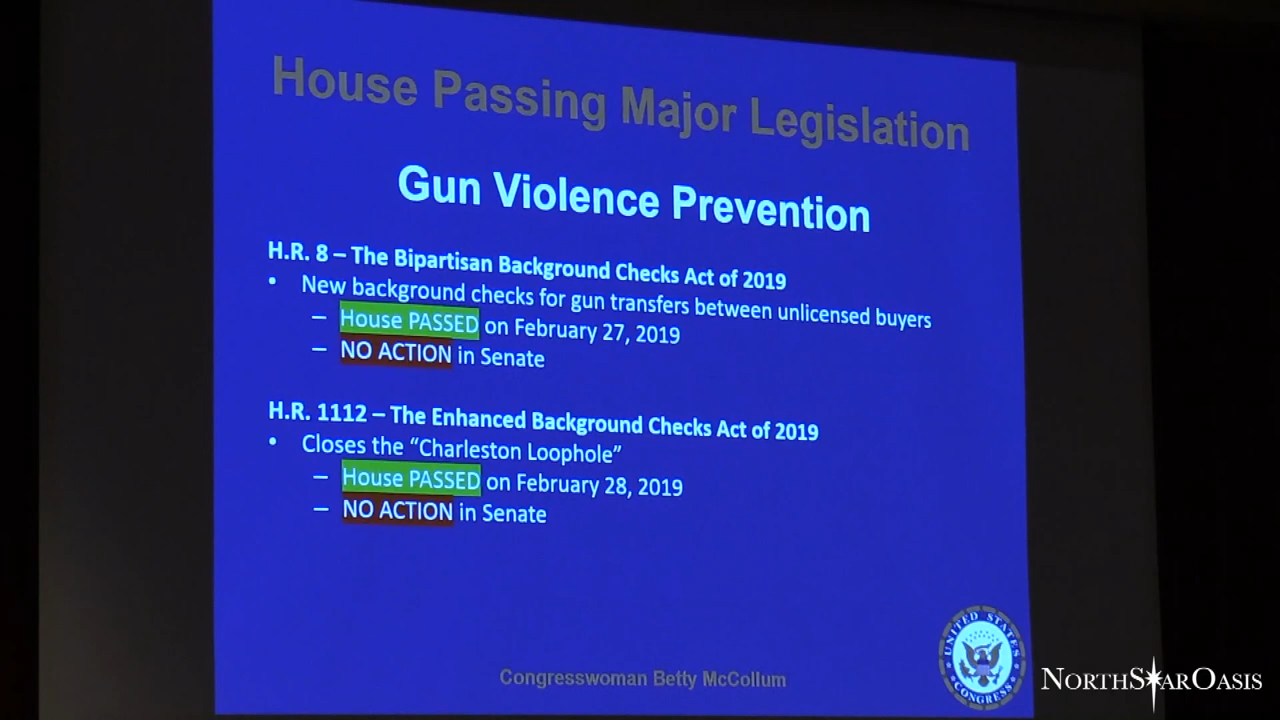 House Passing Major Legislation
Gun Violence Prevention
H.R. 8 – The Bipartisan Background Checks Act of 2019
• New background checks for gun transfers between unlicensed buyers
– House PASSED on February 27, 2019
– NO ACTION in Senate
H.R. 1112 – The Enhanced Background Checks Act of 2019
• Closes the “Charleston Loophole”
– House PASSED on February 28, 2019
– NO ACTION in Senate
Congresswoman Betty McCollum
UNITED STATES
CONGRESS
NORTHSTAROASIS